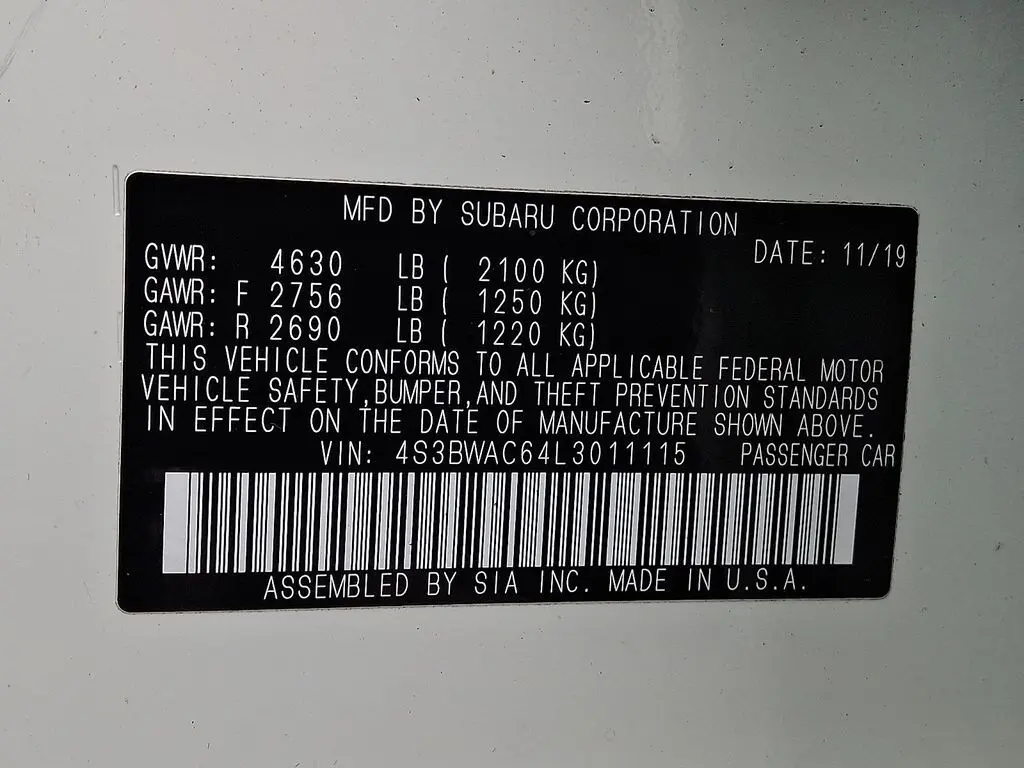 MFD BY SUBARU CORPORATION
DATE: 11/19
GVWR: 4630 LB ( 2100 KG)
GAWR: F 2756 LB ( 1250 KG)
GAWR: R 2690 LB ( 1220 KG)
THIS VEHICLE CONFORMS TO ALL APPLICABLE FEDERAL MOTOR
VEHICLE SAFETY,BUMPER,AND THEFT PREVENTION STANDARDS
IN EFFECT ON THE DATE OF MANUFACTURE SHOWN ABOVE.
VIN: 4S3BWAC64L3011115 PASSENGER CAR
ASSEMBLED BY SIA INC. MADE IN U.S.A.